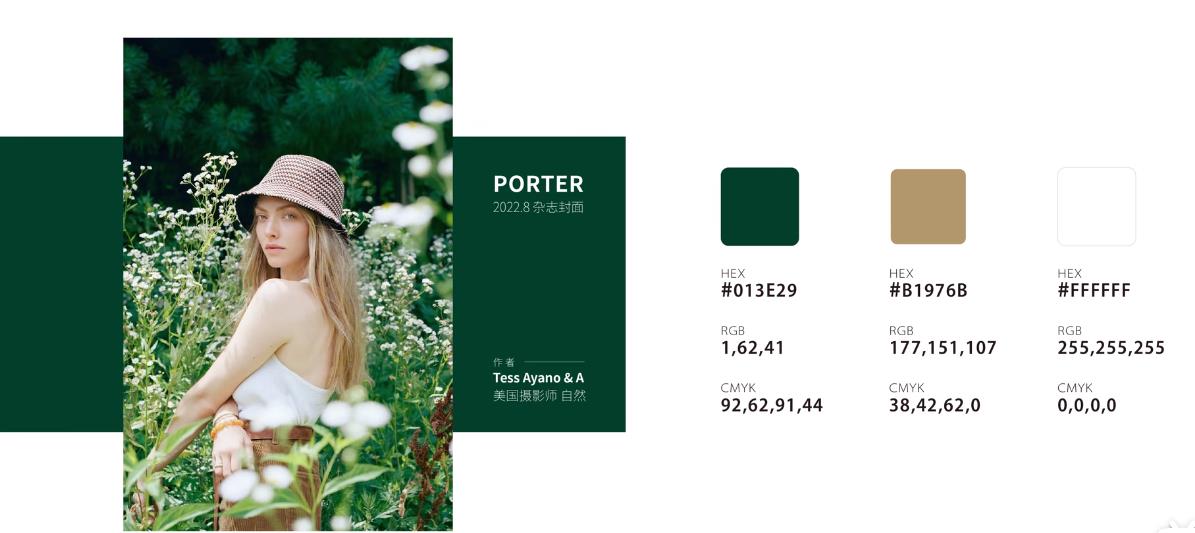 PORTER
2022.8 杂志封面
作者
Tess Ayano & A
美国摄影师 自然
HEX
#013E29
RGB
1,62,41
CMYK
92,62,91,44
HEX
#B1976B
RGB
177,151,107
CMYK
38,42,62,0
HEX
#FFFFFF
RGB
255,255,255
CMYK
0,0,0,0